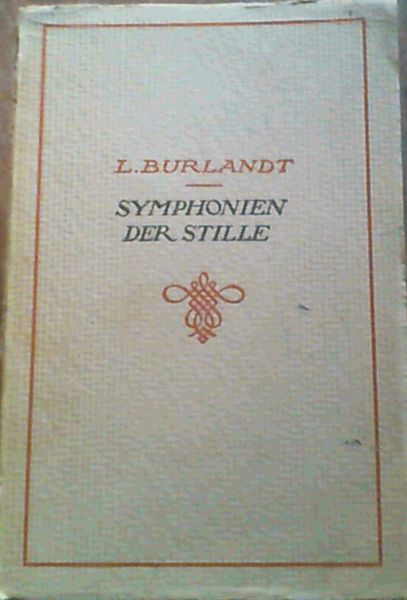 L. BURLANDT
SYMPHONIEN
DER STILLE